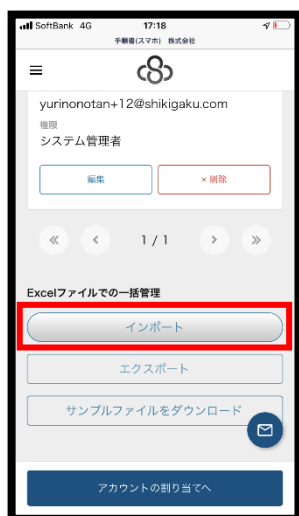 SoftBank 4G 17:18
手順書(スマホ) 株式会社
yurinonotan+12@shikigaku.com
権限
システム管理者
編集 × 削除
« ‹ 1 / 1 › »
Excelファイルでの一括管理
インポート
エクスポート
サンプルファイルをダウンロード
アカウントの割り当てへ